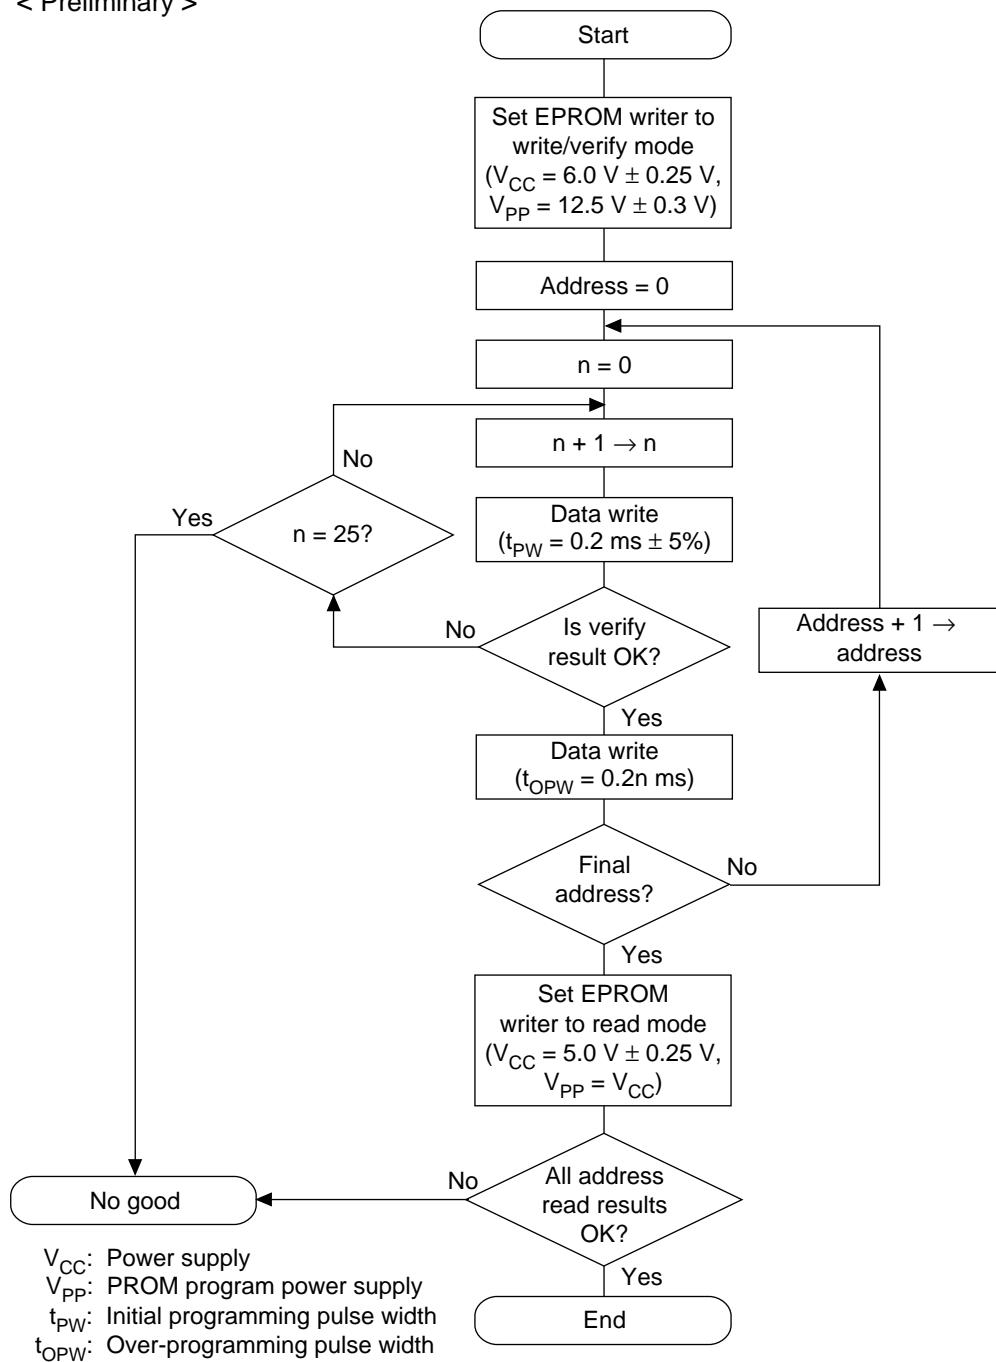 < Preliminary >
Start
Set EPROM writer to
write/verify mode
(VCC = 6.0 V ± 0.25 V,
VPP = 12.5 V ± 0.3 V)
Address = 0
n = 0
n + 1 → n
No
Yes
n = 25?
Data write
(tPW = 0.2 ms ± 5%)
No
Is verify
result OK?
Address + 1 →
address
Yes
Data write
(tOPW = 0.2n ms)
Final
address?
No
Yes
Set EPROM
writer to read mode
(VCC = 5.0 V ± 0.25 V,
VPP = VCC)
No
All address
read results
OK?
No good
Yes
End
VCC: Power supply
VPP: PROM program power supply
tPW: Initial programming pulse width
tOPW: Over-programming pulse width